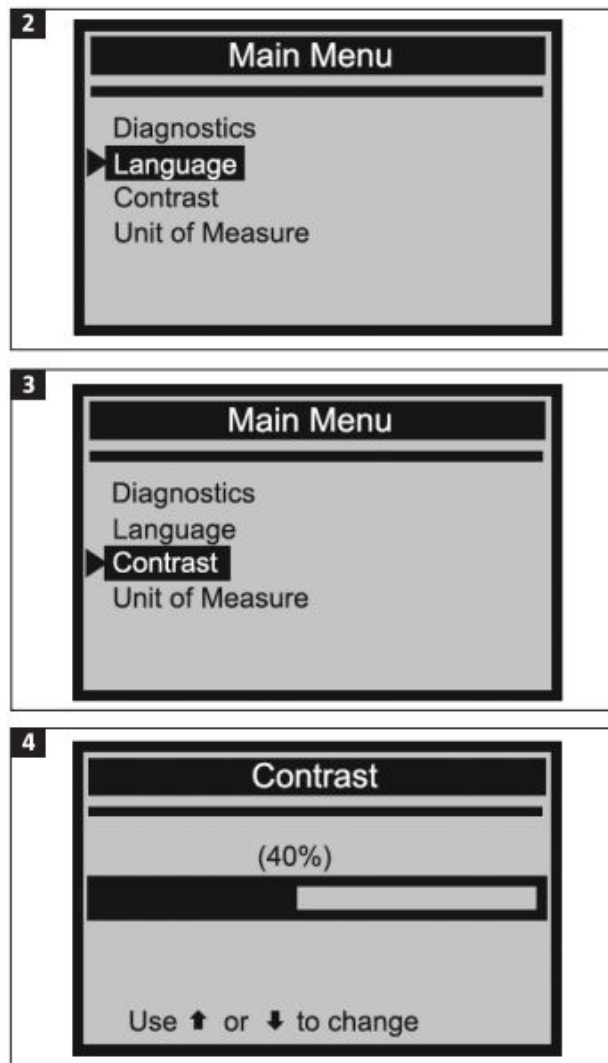 2
Main Menu
Diagnostics
Language
Contrast
Unit of Measure
3
Main Menu
Diagnostics
Language
Contrast
Unit of Measure
4
Contrast
(40%)
Use ⬆ or ⬇ to change